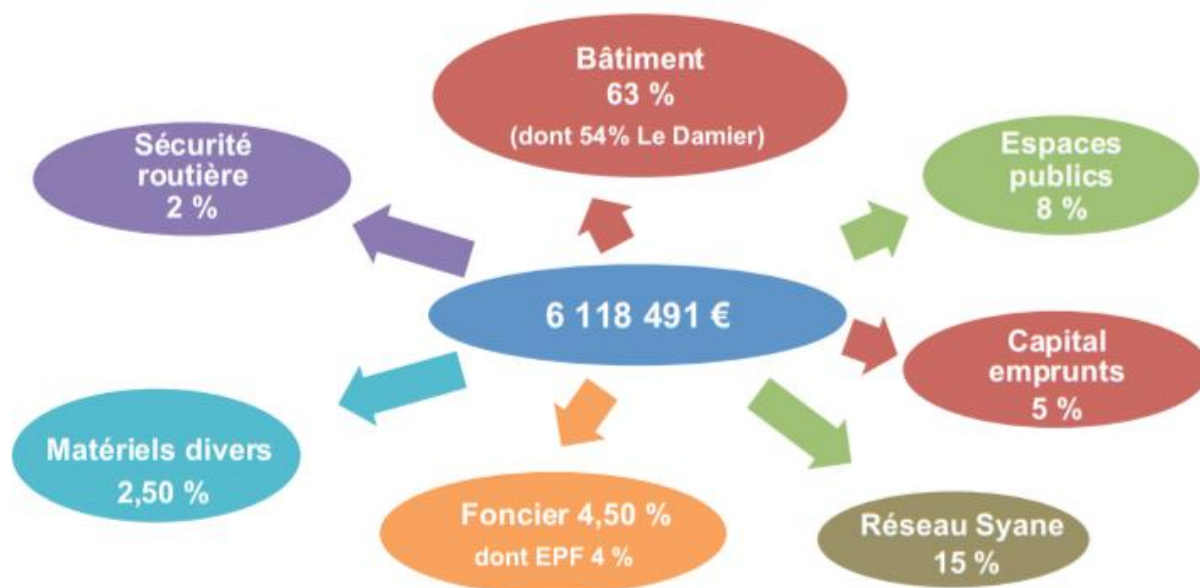 Bâtiment
63 %
(dont 54% Le Damier)
Sécurité
routière
2 %
Espaces
publics
8 %
6 118 491 €
Capital
emprunts
5 %
Matériels divers
2,50 %
Foncier 4,50 %
dont EPF 4 %
Réseau Syane
15 %